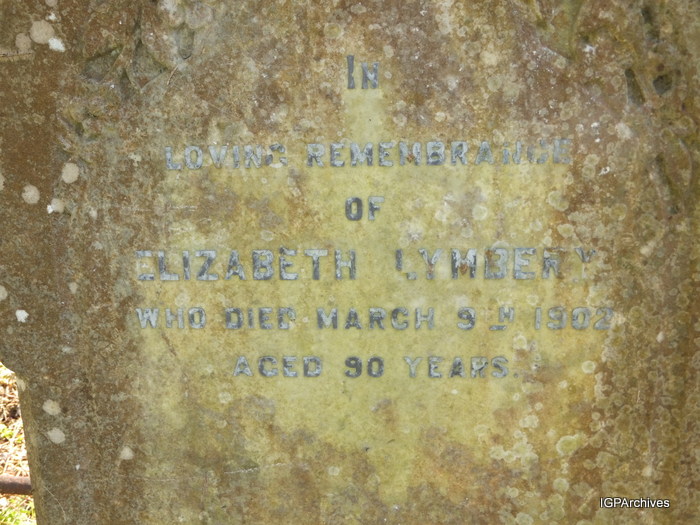 IN
LOVING REMEMBRANCE
OF
ELIZABETH LYMBERY
WHO DIED MARCH 9TH 1902
AGED 90 YEARS.
IGPArchives